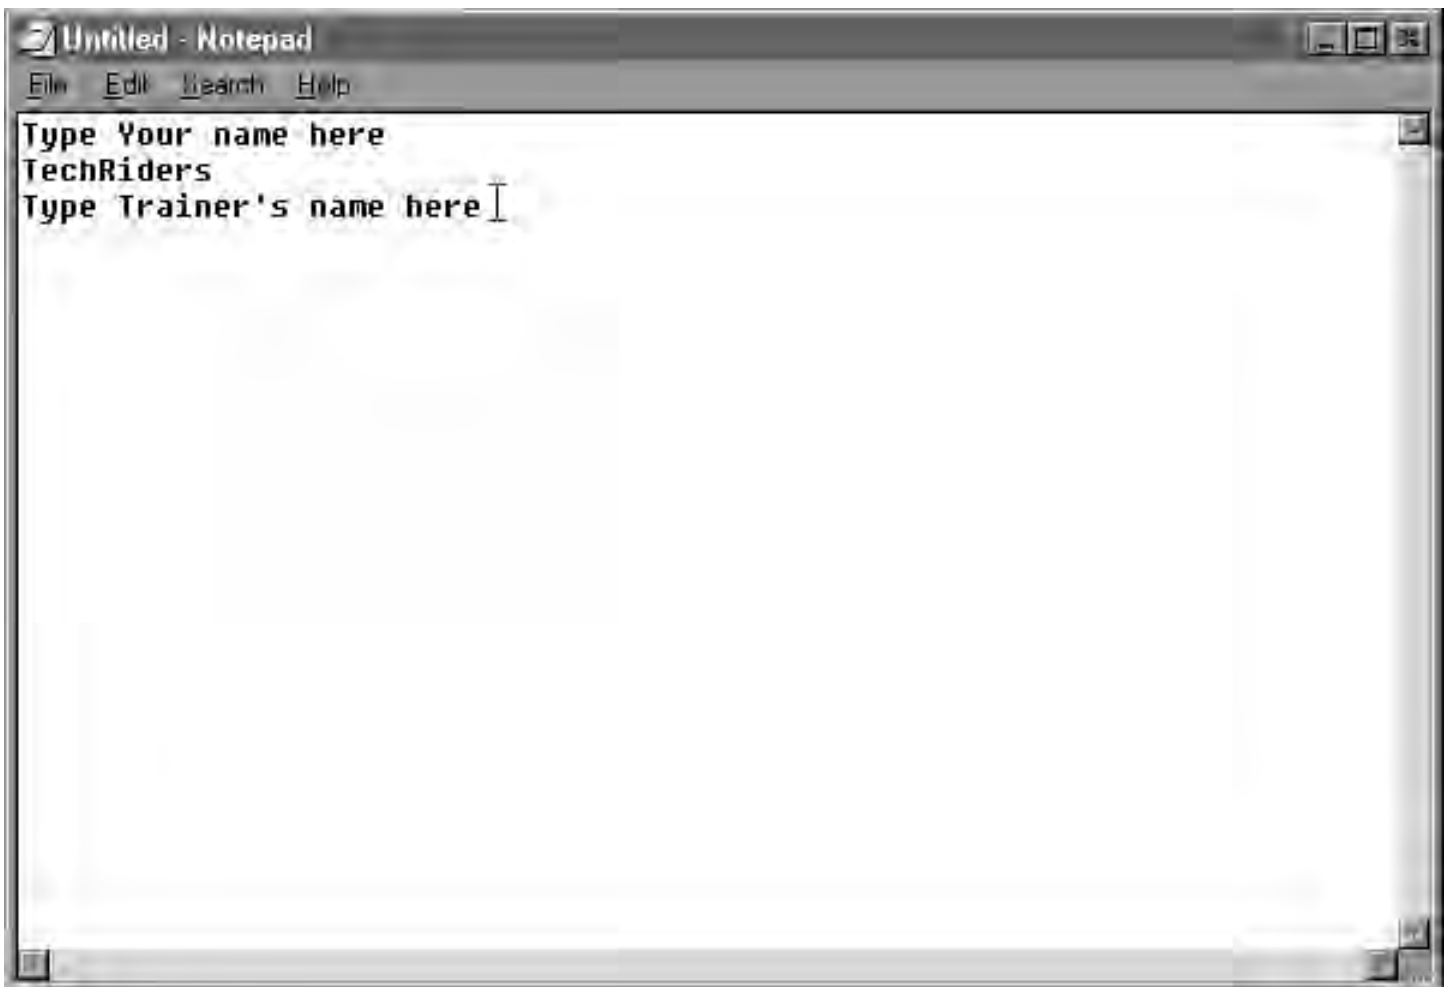 Untitled - Notepad
File Edit Search Help
Type Your name here
TechRiders
Type Trainer's name here